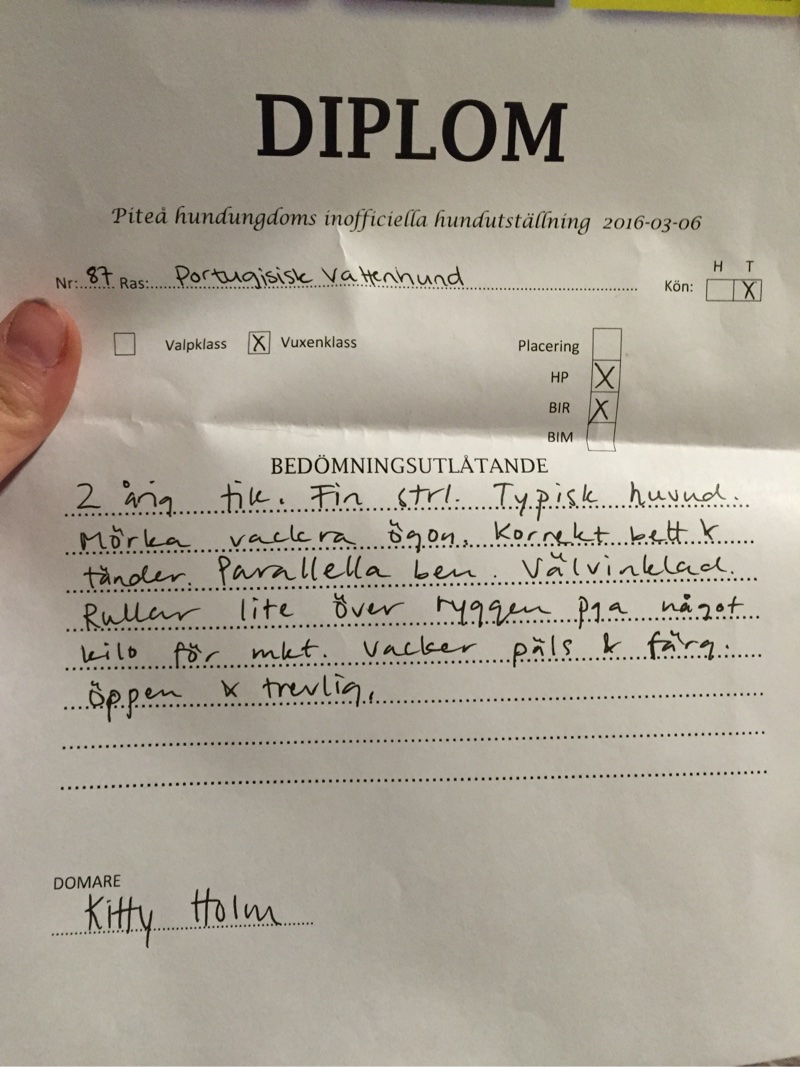 DIPLOM
Piteå hundungdoms inofficiella hundutställning 2016-03-06
H T
Nr: 87 Ras: Portugisisk Vattenhund Kön: X
Valpklass X Vuxenklass Placering
HP X
BIR X
BIM
BEDÖMNINGSUTLÅTANDE
2 årig tik. Fin strl. Typisk huvud.
Mörka vackra ögon. Korrekt bett &
tänder. Parallella ben. Välvinklad.
Rullar lite över ryggen pga något
kilo för mkt. Vacker päls & färg.
Öppen & trevlig.
DOMARE
Kitty Holm